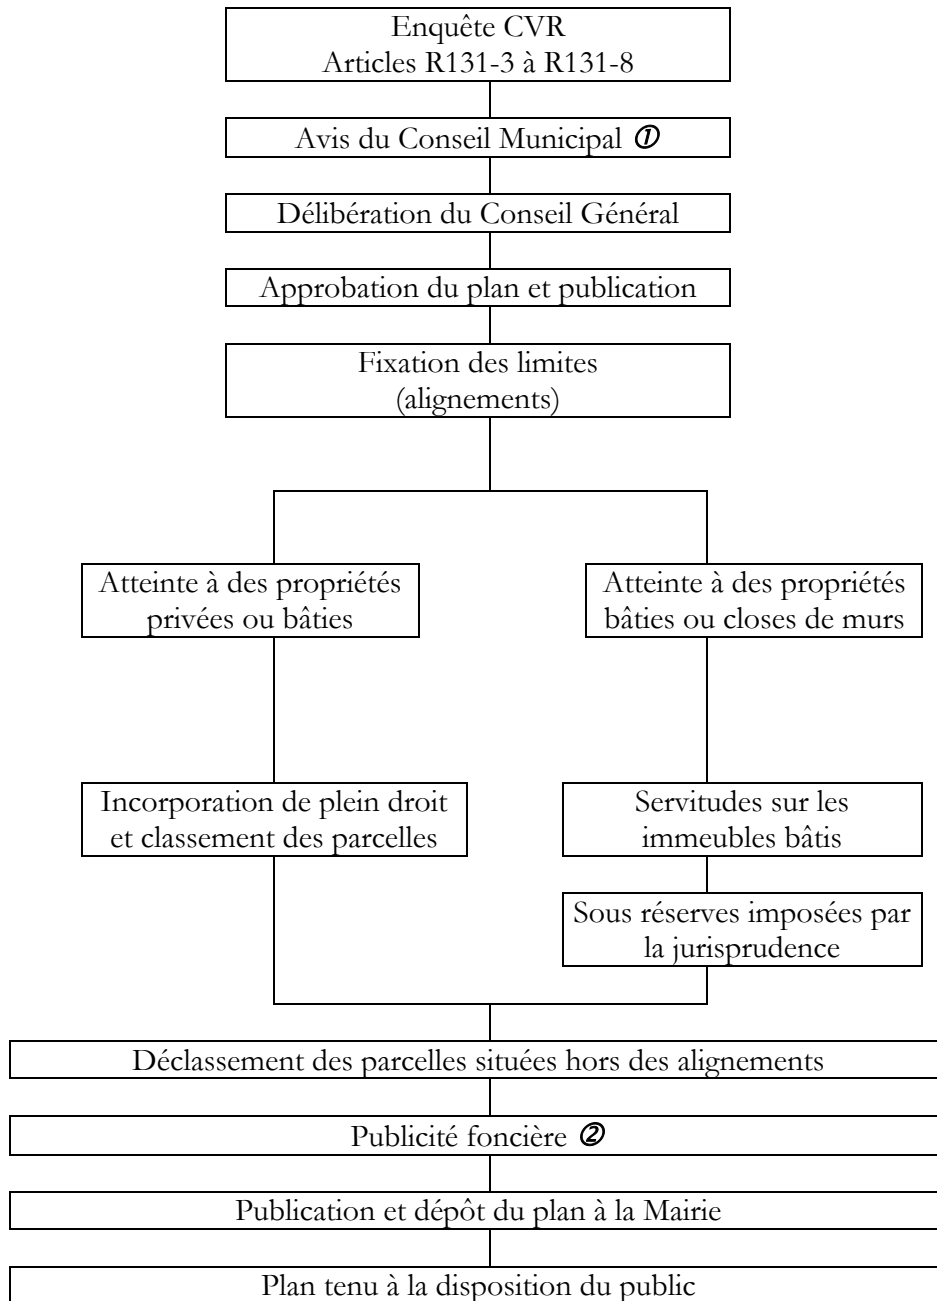 Enquête CVR
Articles R131-3 à R131-8
Avis du Conseil Municipal ①
Délibération du Conseil Général
Approbation du plan et publication
Fixation des limites
(alignements)
Atteinte à des propriétés
privées ou bâties
Atteinte à des propriétés
bâties ou closes de murs
Incorporation de plein droit
et classement des parcelles
Servitudes sur les
immeubles bâtis
Sous réserves imposées par
la jurisprudence
Déclassement des parcelles situées hors des alignements
Publicité foncière ②
Publication et dépôt du plan à la Mairie
Plan tenu à la disposition du public